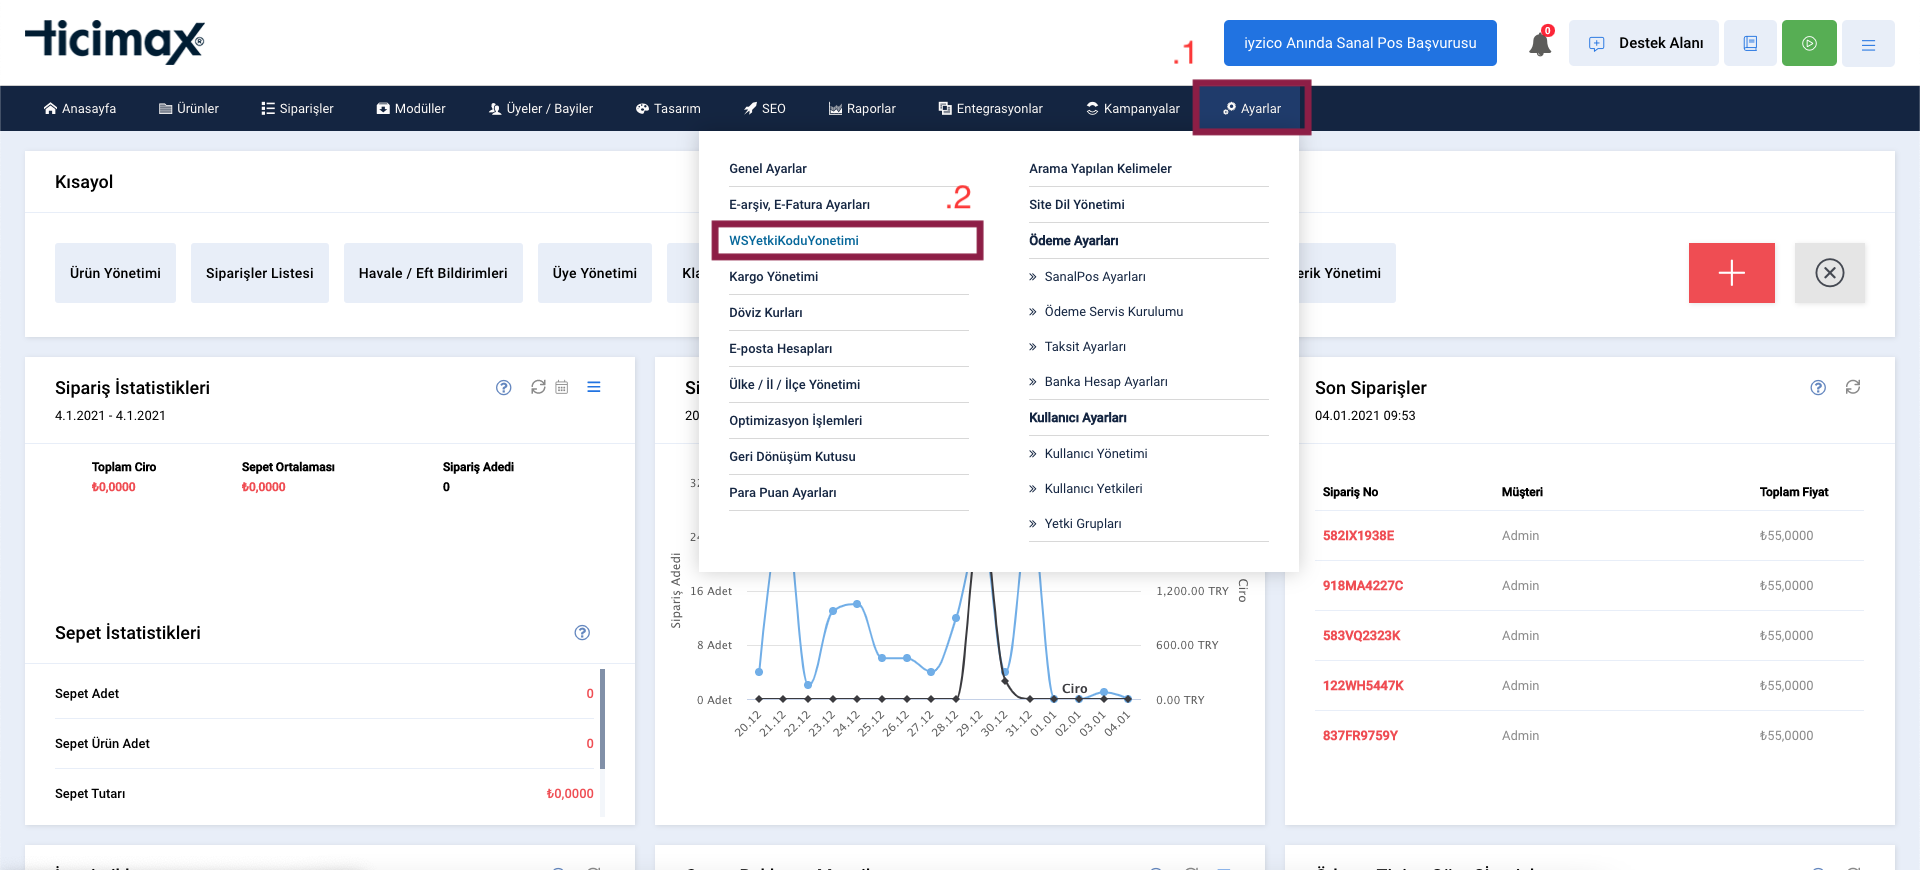 ticimax®
.1
iyzico Anında Sanal Pos Başvurusu
0
Destek Alanı
Anasayfa
Ürünler
Siparişler
Modüller
Üyeler / Bayiler
Tasarım
SEO
Raporlar
Entegrasyonlar
Kampanyalar
Ayarlar
Genel Ayarlar
.2
E-arşiv, E-Fatura Ayarları
WSYetkiKoduYonetimi
Kargo Yönetimi
Döviz Kurları
E-posta Hesapları
Ülke / İl / İlçe Yönetimi
Optimizasyon İşlemleri
Geri Dönüşüm Kutusu
Para Puan Ayarları
Arama Yapılan Kelimeler
Site Dil Yönetimi
Ödeme Ayarları
» SanalPos Ayarları
» Ödeme Servis Kurulumu
» Taksit Ayarları
» Banka Hesap Ayarları
Kullanıcı Ayarları
» Kullanıcı Yönetimi
» Kullanıcı Yetkileri
» Yetki Grupları
Kısayol
Ürün Yönetimi
Siparişler Listesi
Havale / Eft Bildirimleri
Üye Yönetimi
Kla
erik Yönetimi
Sipariş İstatistikleri
4.1.2021 - 4.1.2021
Toplam Ciro
₺0,0000
Sepet Ortalaması
₺0,0000
Sipariş Adedi
0
Sepet İstatistikleri
Sepet Adet 0
Sepet Ürün Adet 0
Sepet Tutarı ₺0,0000
Si
20
32
24
16 Adet
8 Adet
0 Adet
Sipariş Adedi
1,200.00 TRY
600.00 TRY
0.00 TRY
Ciro
Ciro
20.12
21.12
22.12
23.12
24.12
25.12
26.12
27.12
28.12
29.12
30.12
31.12
01.01
02.01
03.01
04.01
Son Siparişler
04.01.2021 09:53
Sipariş No Müşteri Toplam Fiyat
582IX1938E Admin ₺55,0000
918MA4227C Admin ₺55,0000
583VQ2323K Admin ₺55,0000
122WH5447K Admin ₺55,0000
837FR9759Y Admin ₺55,0000